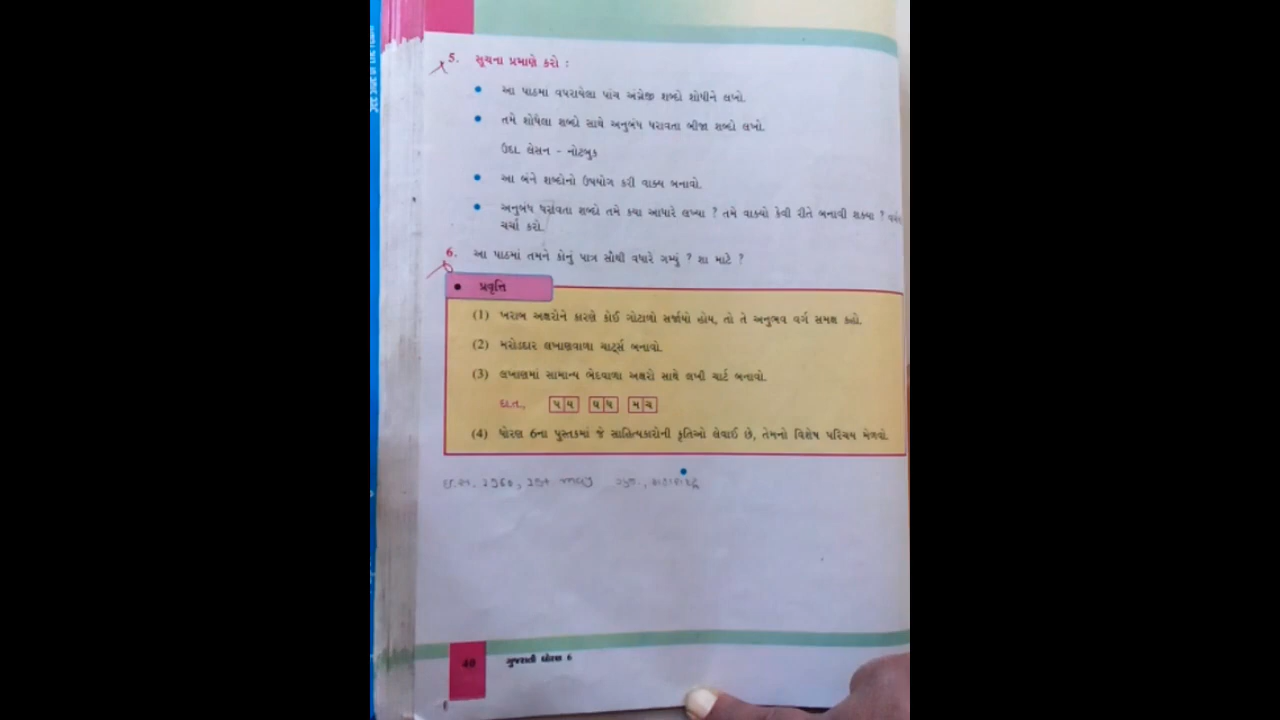 5. સૂચના પ્રમાણે કરો :
• આ પાઠમાં વપરાયેલા પાંચ અંગ્રેજી શબ્દો શોધીને લખો.
• તમે શોધેલા શબ્દો સાથે અનુબંધ ધરાવતા બીજા શબ્દો લખો.
ઉદા. લેસન - નોટબુક
• આ બંને શબ્દોનો ઉપયોગ કરી વાક્ય બનાવો.
• અનુબંધ ધરાવતા શબ્દો તમે કયા આધારે લખ્યા ? તમે વાક્યો કેવી રીતે બનાવી શક્યા ?
ચર્ચા કરો.
6. આ પાઠમાં તમને કોનું પાત્ર સૌથી વધારે ગમ્યું ? શા માટે ?
• પ્રવૃત્તિ
(1) ખરાબ અક્ષરોને કારણે કોઈ ગોટાળો સર્જાયો હોય, તો તે અનુભવ વર્ગ સમક્ષ કહો.
(2) મરોડદાર લખાણવાળા ચાર્ટ્સ બનાવો.
(3) લખાણમાં સામાન્ય ભેદવાળા અક્ષરો સાથે લખી ચાર્ટ બનાવો.
દા.ત., પ ય ઘ ધ મ ચ
(4) ધોરણ 6ના પુસ્તકમાં જે સાહિત્યકારોની કૃતિઓ લેવાઈ છે, તેમનો વિશેષ પરિચય મેળવો.
40 ગુજરાતી ધોરણ 6